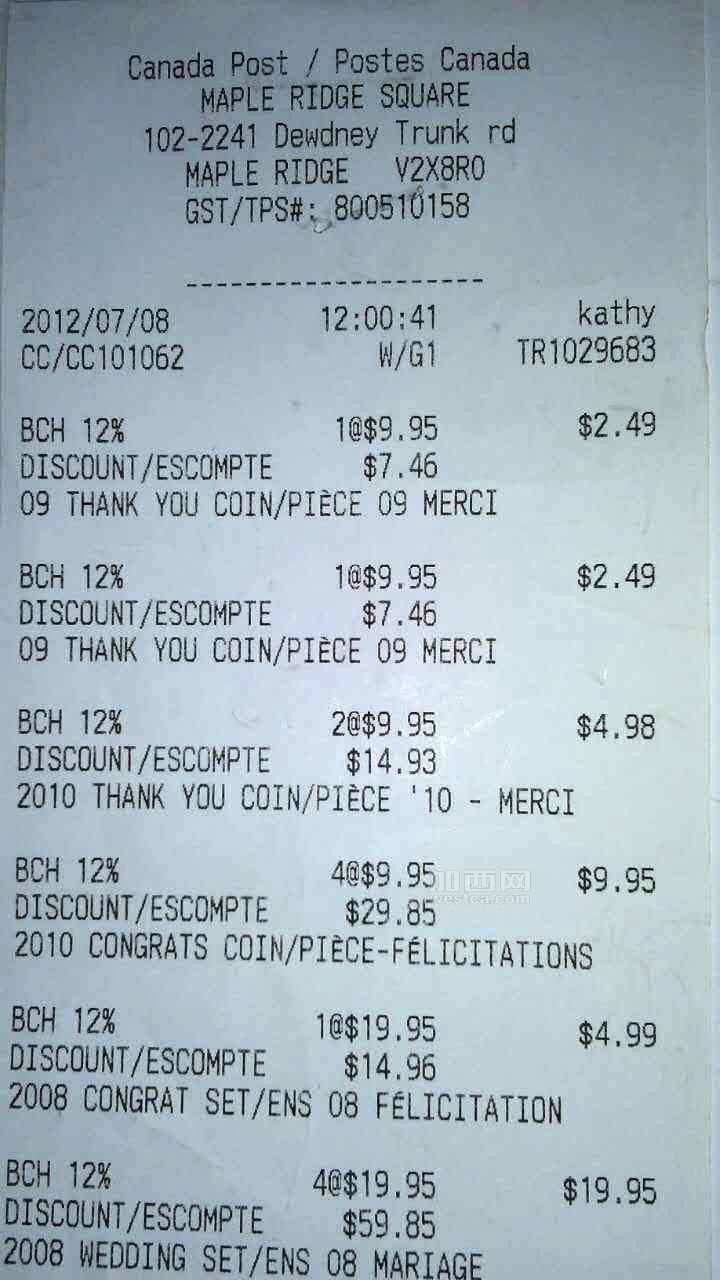 Canada Post / Postes Canada
MAPLE RIDGE SQUARE
102-2241 Dewdney Trunk rd
MAPLE RIDGE V2X8R0
GST/TPS#: 800510158
--------------------
2012/07/08 12:00:41 kathy
CC/CC101062 W/G1 TR1029683
BCH 12% 1@$9.95 $2.49
DISCOUNT/ESCOMPTE $7.46
09 THANK YOU COIN/PIÈCE 09 MERCI
BCH 12% 1@$9.95 $2.49
DISCOUNT/ESCOMPTE $7.46
09 THANK YOU COIN/PIÈCE 09 MERCI
BCH 12% 2@$9.95 $4.98
DISCOUNT/ESCOMPTE $14.93
2010 THANK YOU COIN/PIÈCE '10 - MERCI
BCH 12% 4@$9.95 $9.95
DISCOUNT/ESCOMPTE $29.85
2010 CONGRATS COIN/PIÈCE-FÉLICITATIONS
加西网
vestca.com
BCH 12% 1@$19.95 $4.99
DISCOUNT/ESCOMPTE $14.96
2008 CONGRAT SET/ENS 08 FÉLICITATION
BCH 12% 4@$19.95 $19.95
DISCOUNT/ESCOMPTE $59.85
2008 WEDDING SET/ENS 08 MARIAGE